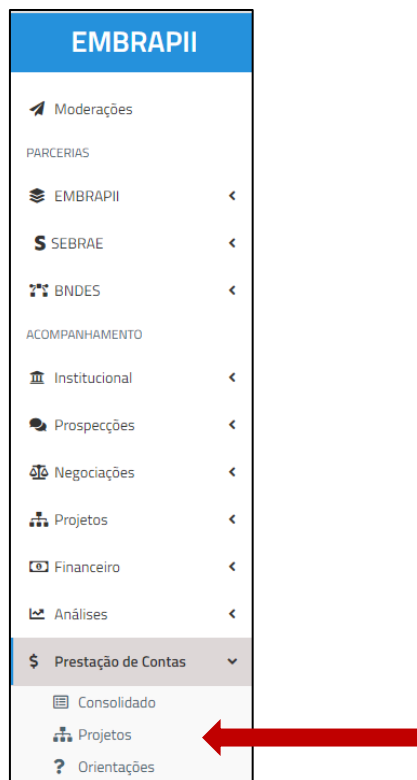 EMBRAPII
Moderações
PARCERIAS
EMBRAPII
S SEBRAE
BNDES
ACOMPANHAMENTO
Institucional
Prospecções
Negociações
Projetos
Financeiro
Análises
$ Prestação de Contas
Consolidado
Projetos
? Orientações